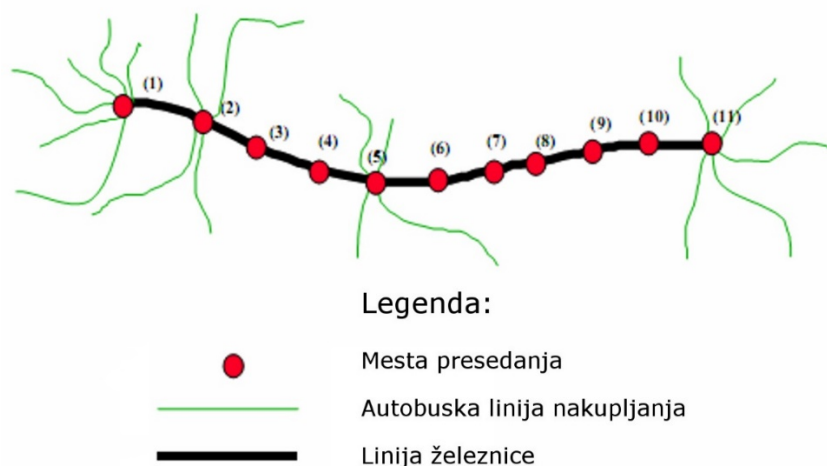 (1)
(2)
(3)
(4)
(5)
(6)
(7)
(8)
(9)
(10)
(11)
Legenda:
Mesta presedanja
Autobuska linija nakupljanja
Linija železnice